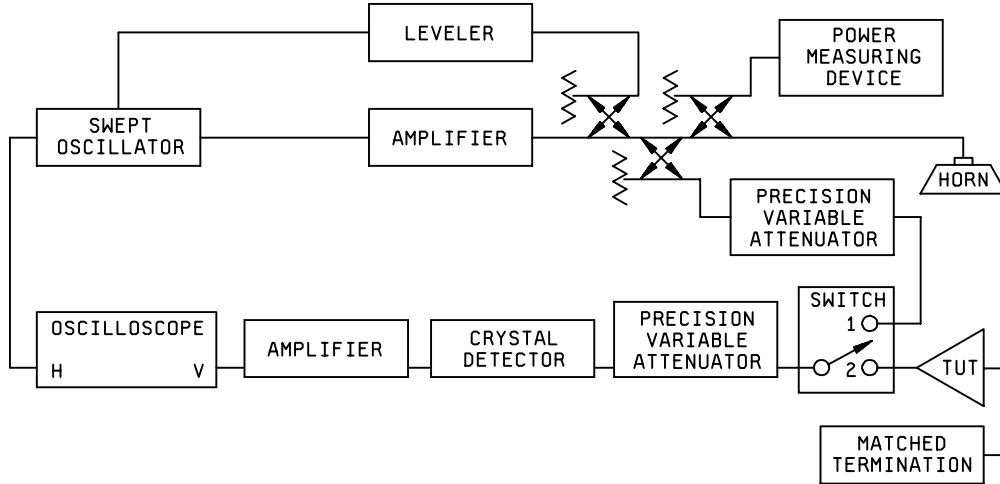 LEVELER
POWER
MEASURING
DEVICE
SWEPT
OSCILLATOR
AMPLIFIER
HORN
PRECISION
VARIABLE
ATTENUATOR
SWITCH
1
2
OSCILLOSCOPE
H
V
AMPLIFIER
CRYSTAL
DETECTOR
PRECISION
VARIABLE
ATTENUATOR
TUT
MATCHED
TERMINATION